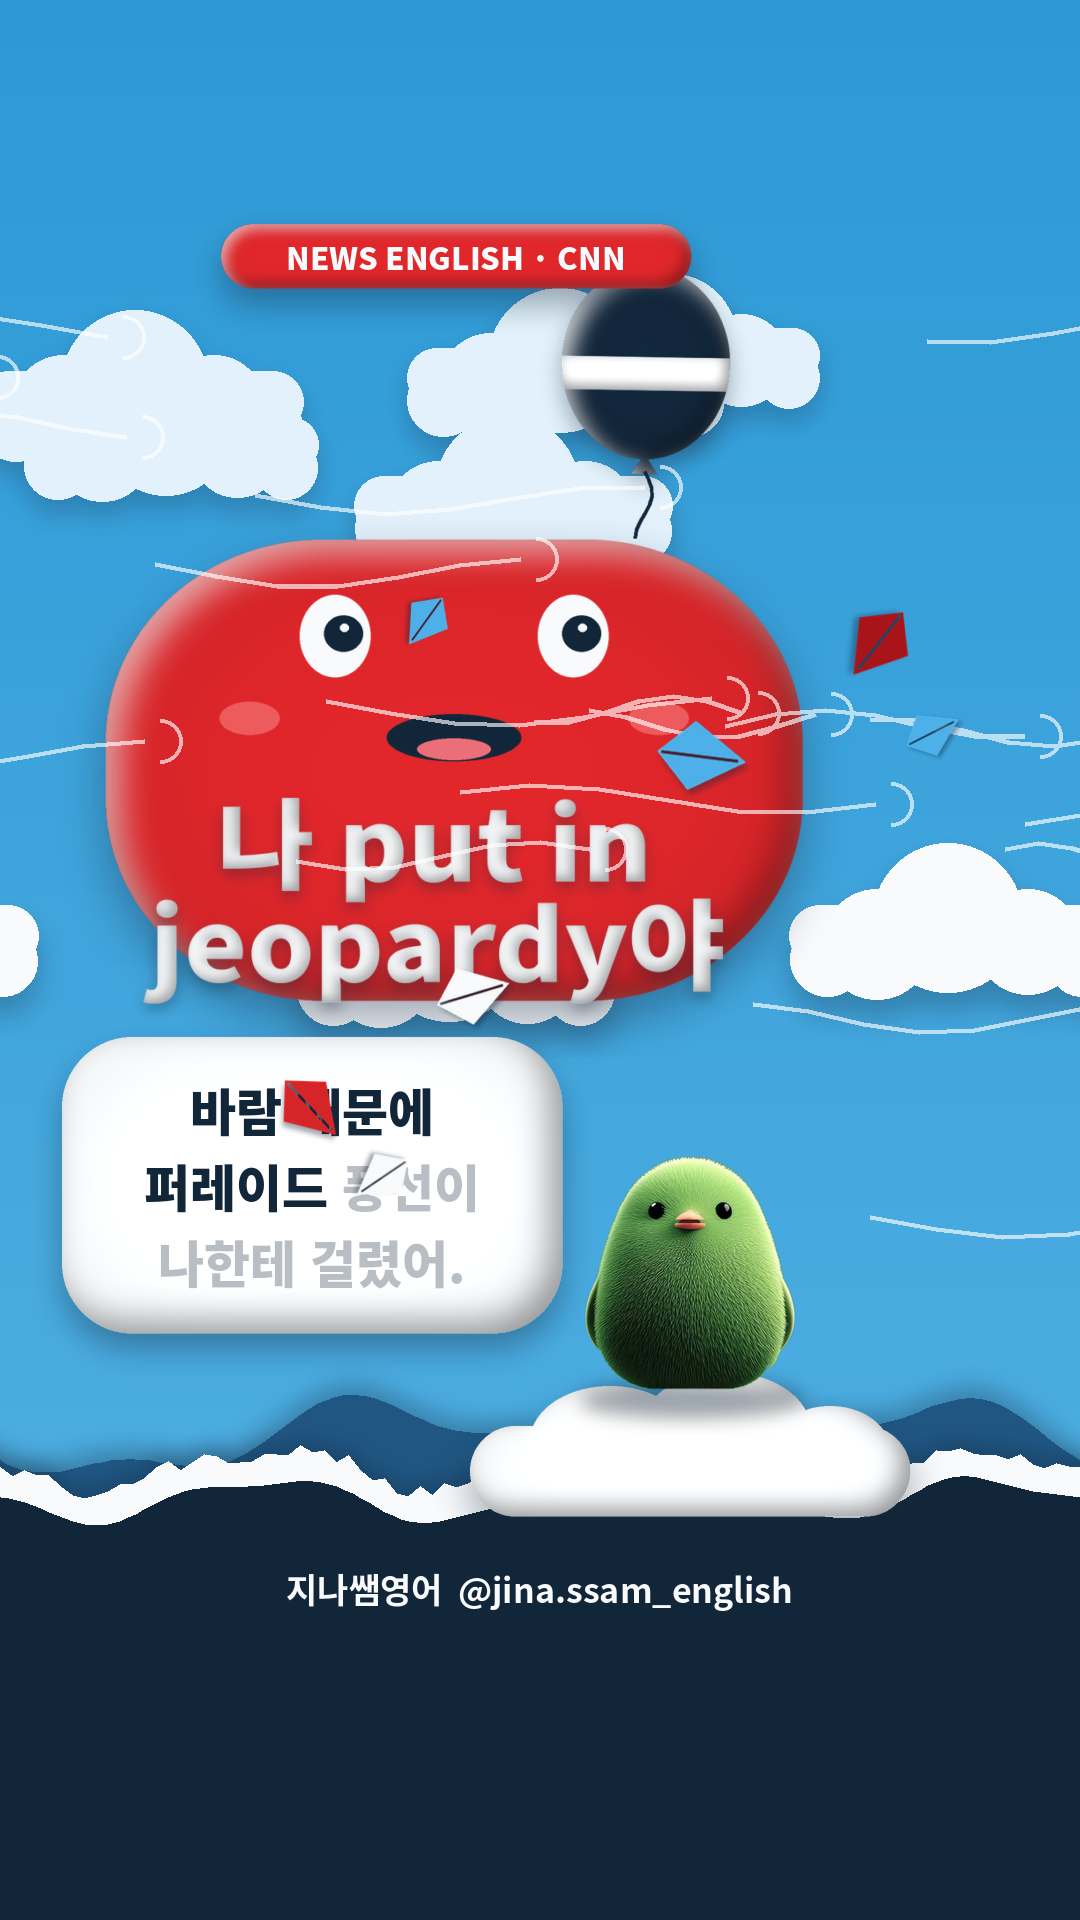 NEWS ENGLISH · CNN
나 put in
jeopardy야
바람 때문에
퍼레이드 풍선이
나한테 걸렸어.
지나쌤영어 @jina.ssam_english